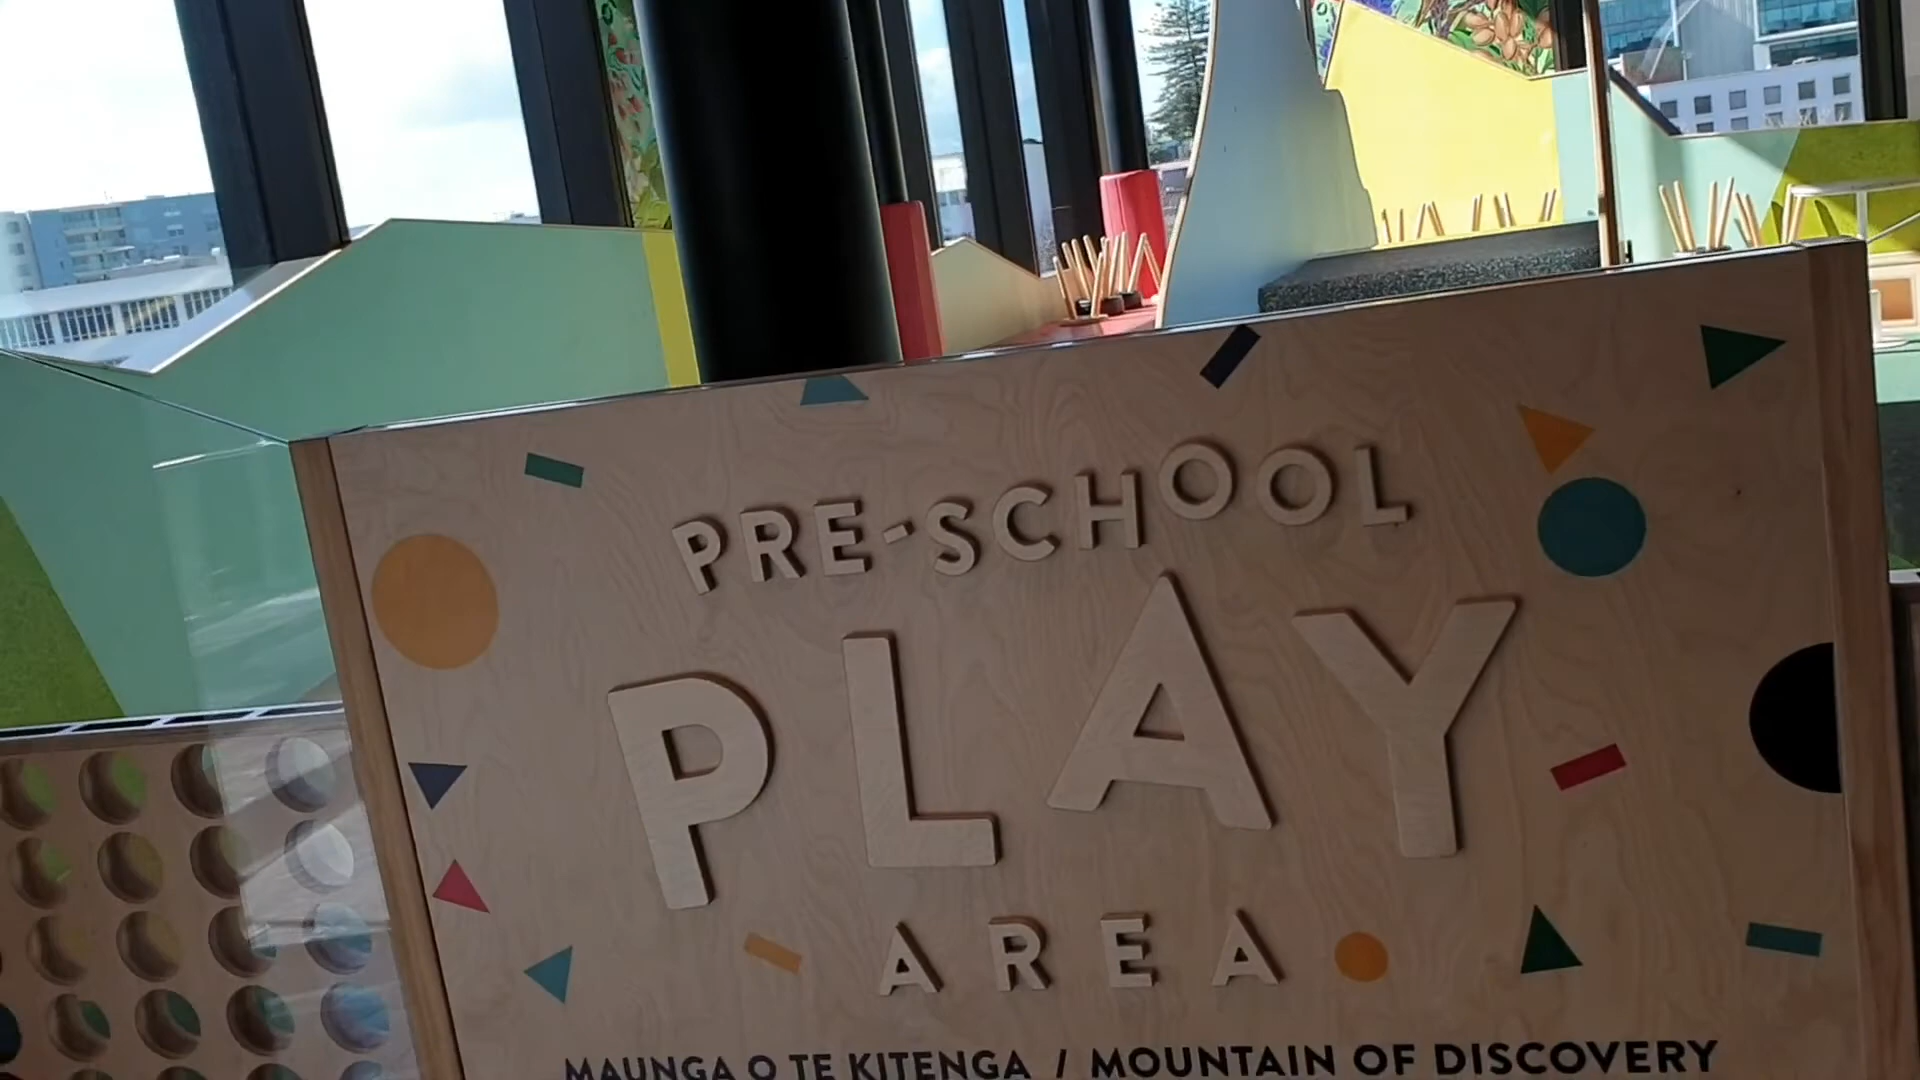 PRE-SCHOOL
PLAY
AREA
MAUNGA O TE KITENGA / MOUNTAIN OF DISCOVERY